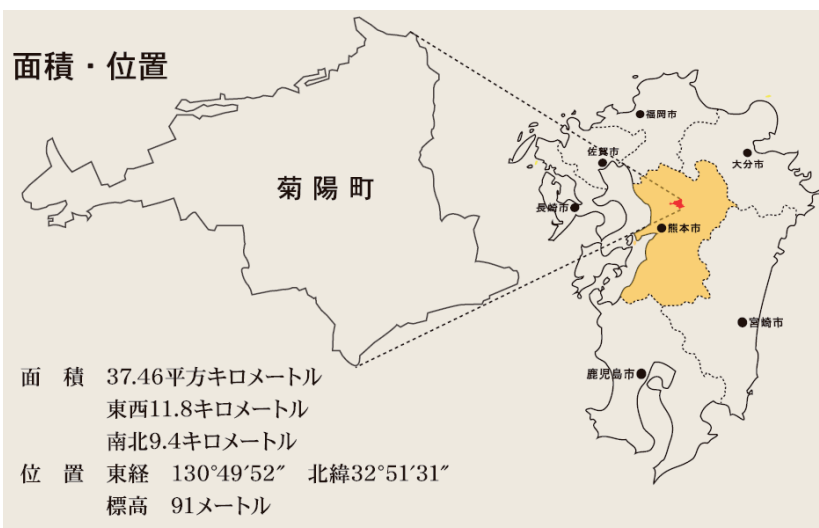 面積・位置
菊陽町
福岡市
佐賀市
大分市
長崎市
熊本市
宮崎市
鹿児島市
面 積 37.46平方キロメートル
東西11.8キロメートル
南北9.4キロメートル
位 置 東経 130°49′52″ 北緯32°51′31″
標高 91メートル